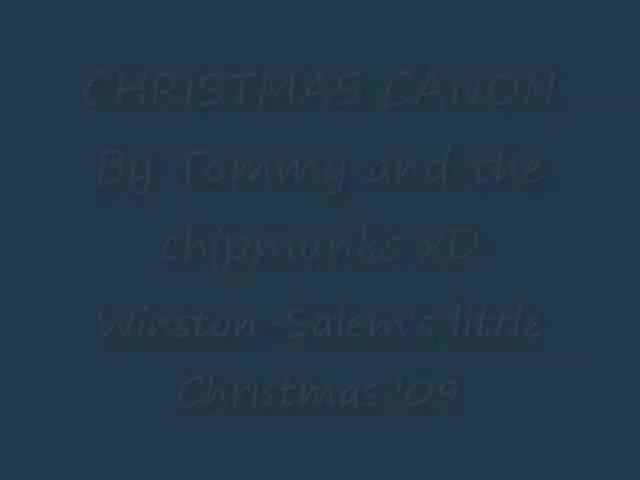 CHRISTMAS CANON
By Tommy and the
chipmunks xD
Winston-Salem's little
Christmas '09